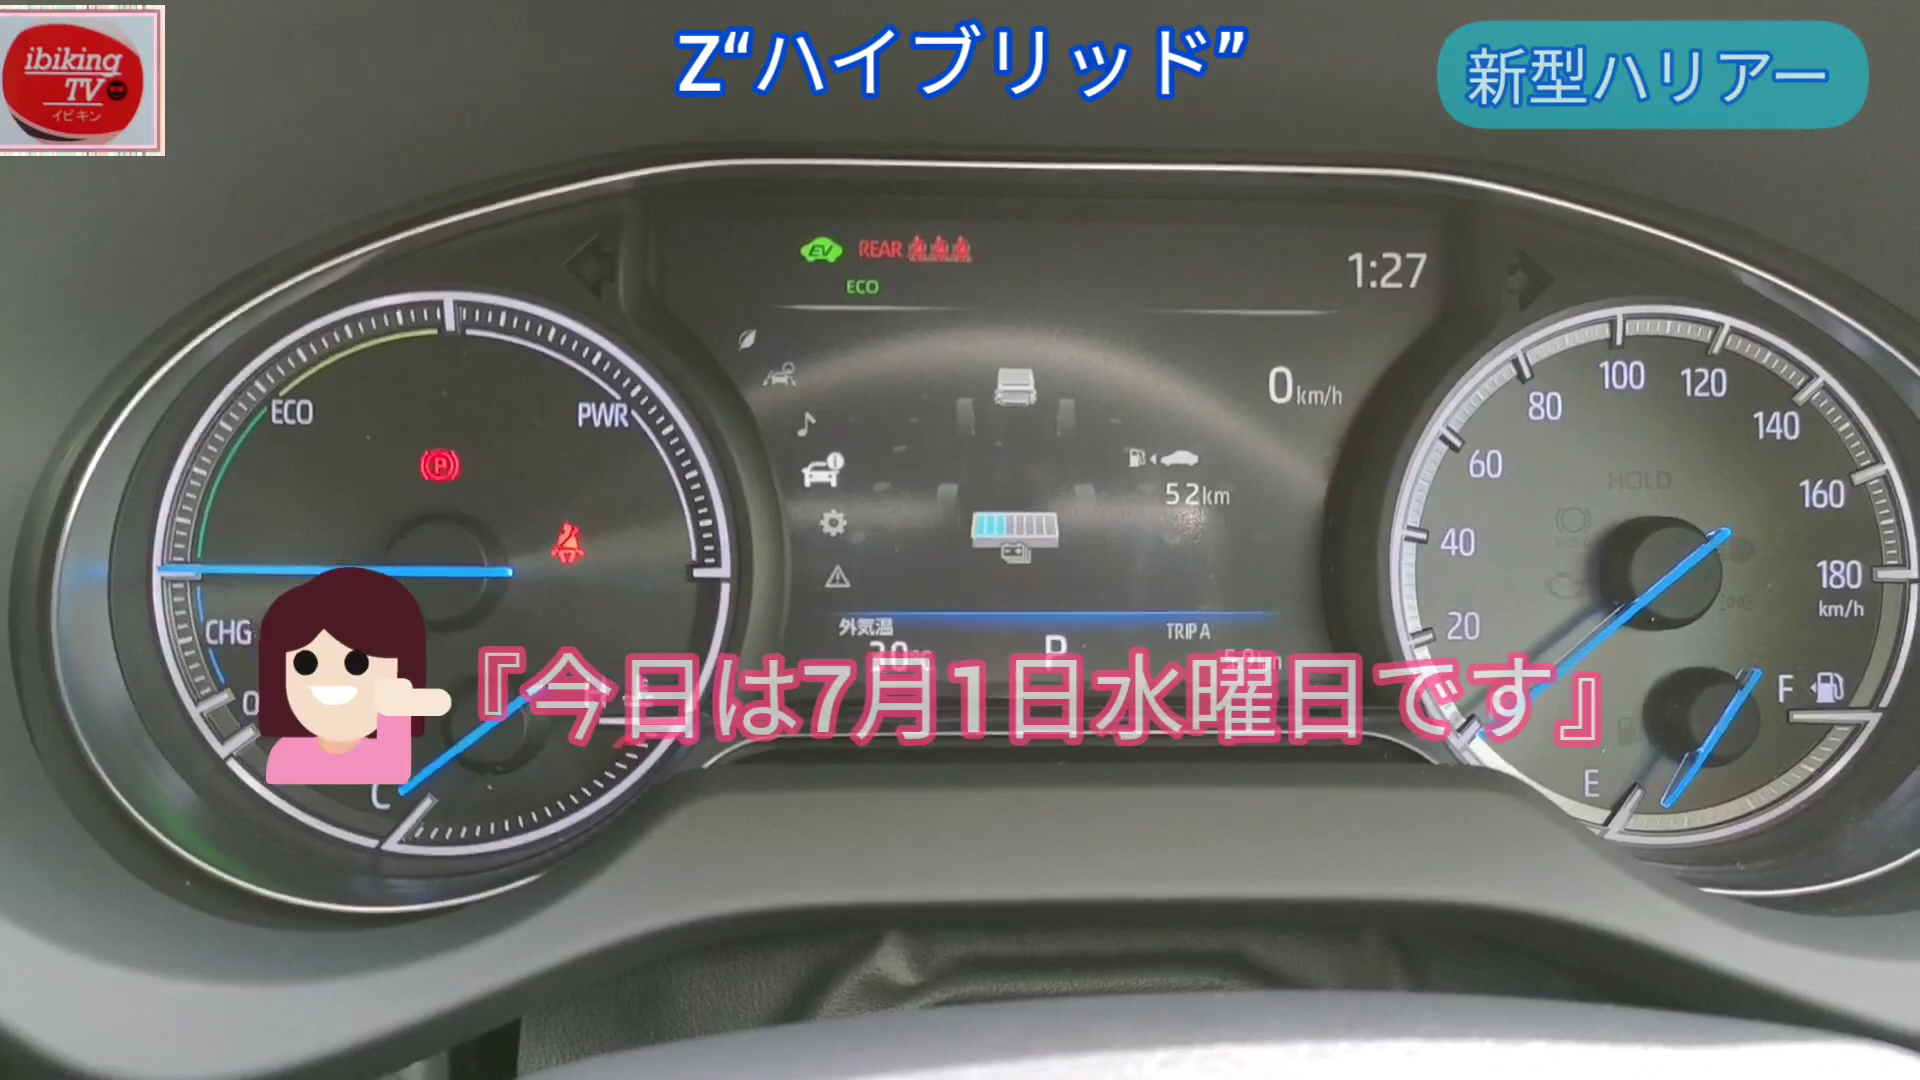 ibiking
TV
イビキン
Z“ハイブリッド”
新型ハリアー
EV
REAR
ECO
1:27
ECO
PWR
P
CHG
0
C
0km/h
52km
外気温
P
TRIP A
『今日は7月1日水曜日です』
20
40
60
80
100
120
140
160
180
km/h
HOLD
F
E